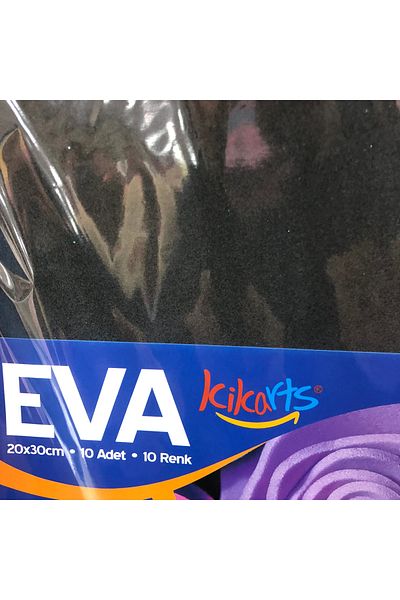 EVA
kikarts®
20x30cm • 10 Adet • 10 Renk